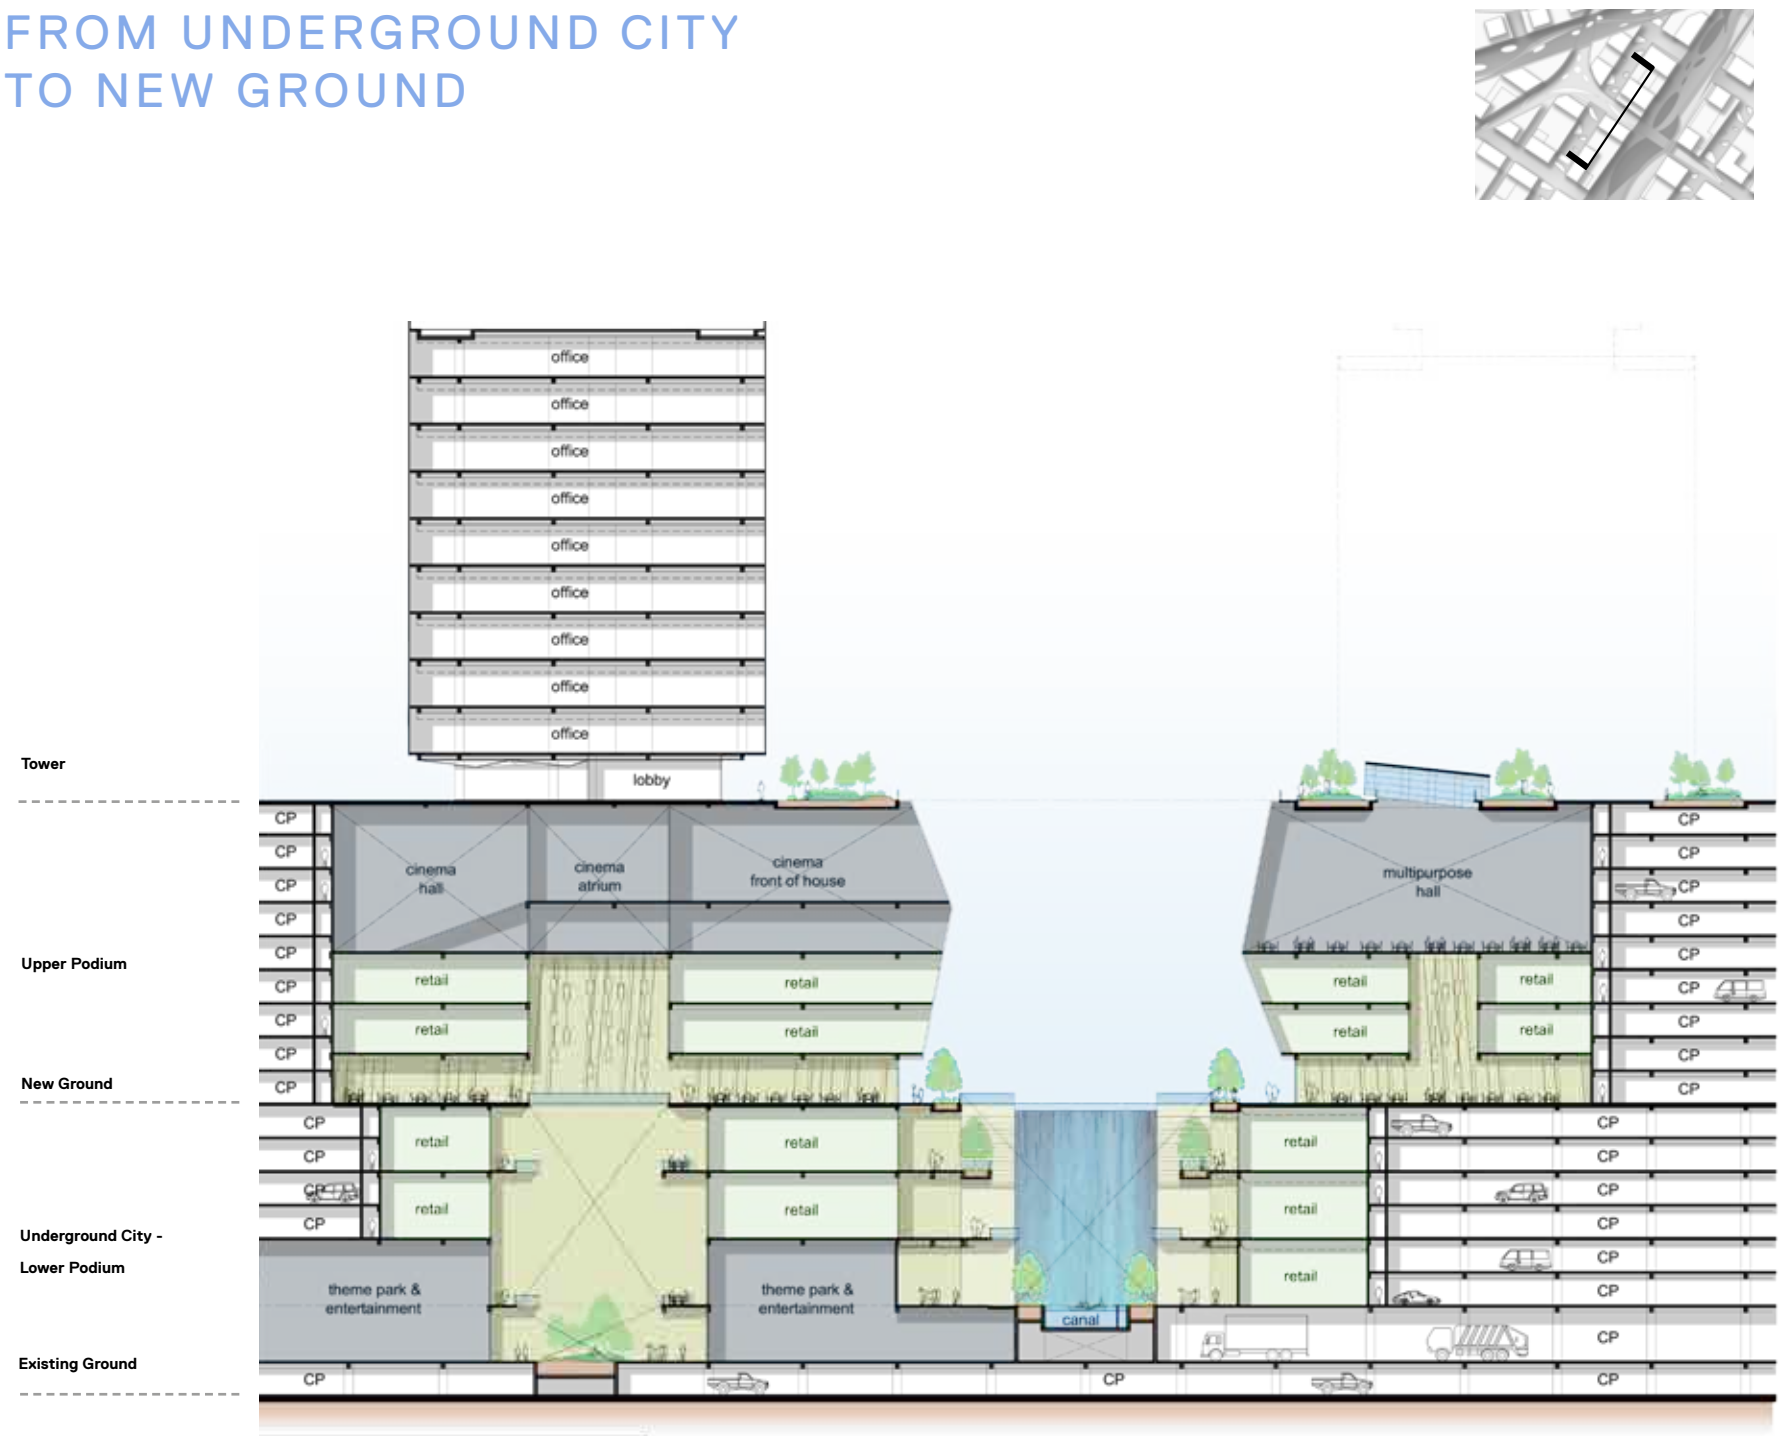 FROM UNDERGROUND CITY
TO NEW GROUND
office
office
office
office
office
office
office
office
office
Tower
lobby
CP
CP
CP
CP
cinema
hall
cinema
atrium
cinema
front of house
multipurpose
hall
CP
CP
CP
CP
CP
CP
Upper Podium
CP
CP
retail
retail
retail
retail
CP
CP
CP
CP
retail
retail
retail
retail
CP
CP
New Ground
CP
CP
CP
retail
retail
retail
CP
CP
CP
CP
CP
CP
retail
retail
retail
CP
Underground City -
Lower Podium
CP
retail
CP
theme park &
entertainment
theme park &
entertainment
canal
CP
Existing Ground
CP
CP
CP